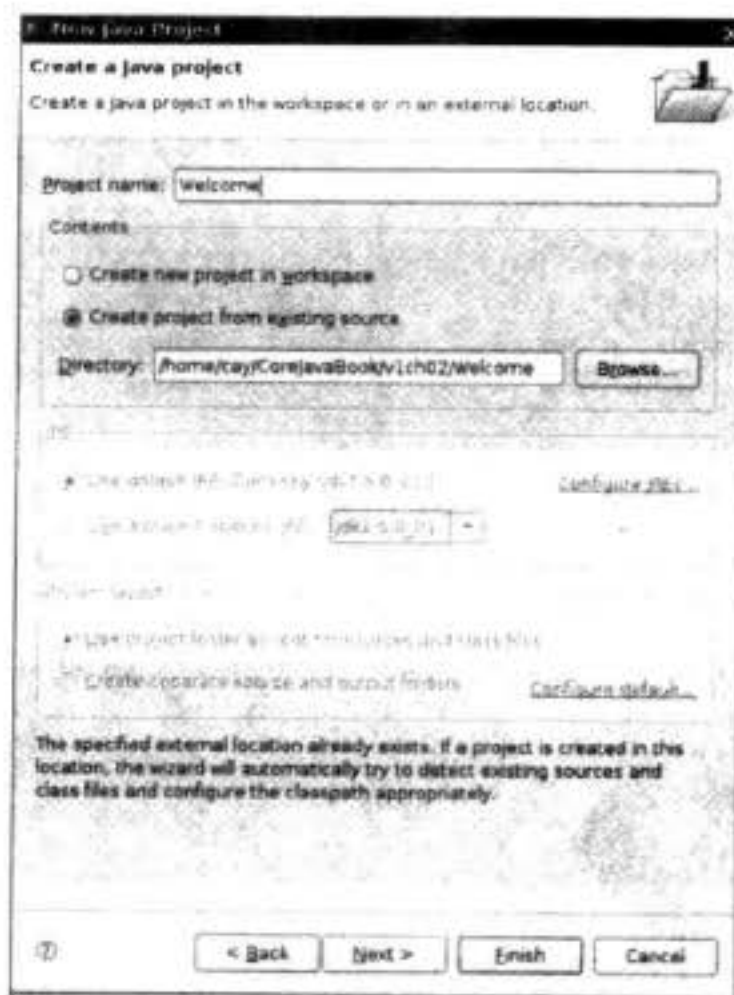 New Java Project
Create a Java project
Create a Java project in the workspace or in an external location.
Project name: Welcome
Contents
Create new project in workspace
Create project from existing source
Directory: /home/cay/CoreJavaBook/v1ch02/Welcome Browse...
Configure JREs...
Create separate source and output folders Configure default...
The specified external location already exists. If a project is created in this
location, the wizard will automatically try to detect existing sources and
class files and configure the classpath appropriately.
< Back Next > Finish Cancel